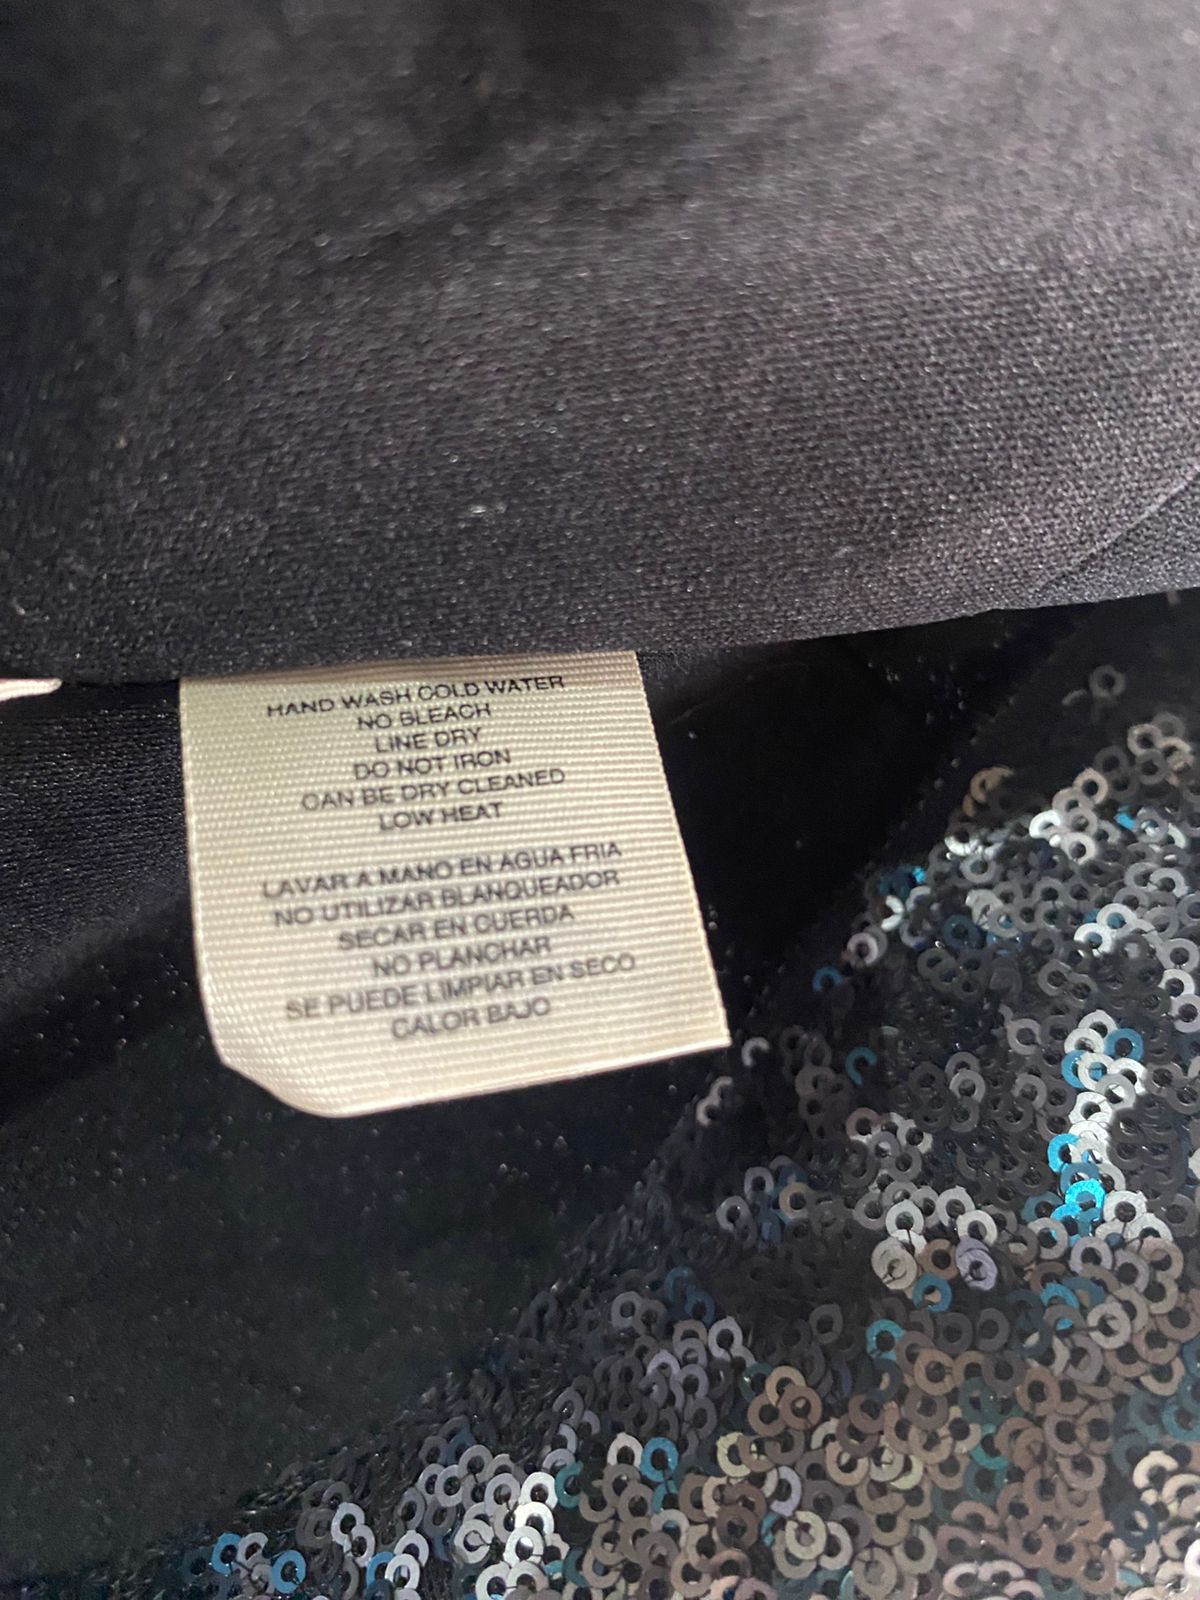 HAND WASH COLD WATER
NO BLEACH
LINE DRY
DO NOT IRON
CAN BE DRY CLEANED
LOW HEAT
LAVAR A MANO EN AGUA FRIA
NO UTILIZAR BLANQUEADOR
SECAR EN CUERDA
NO PLANCHAR
SE PUEDE LIMPIAR EN SECO
CALOR BAJO